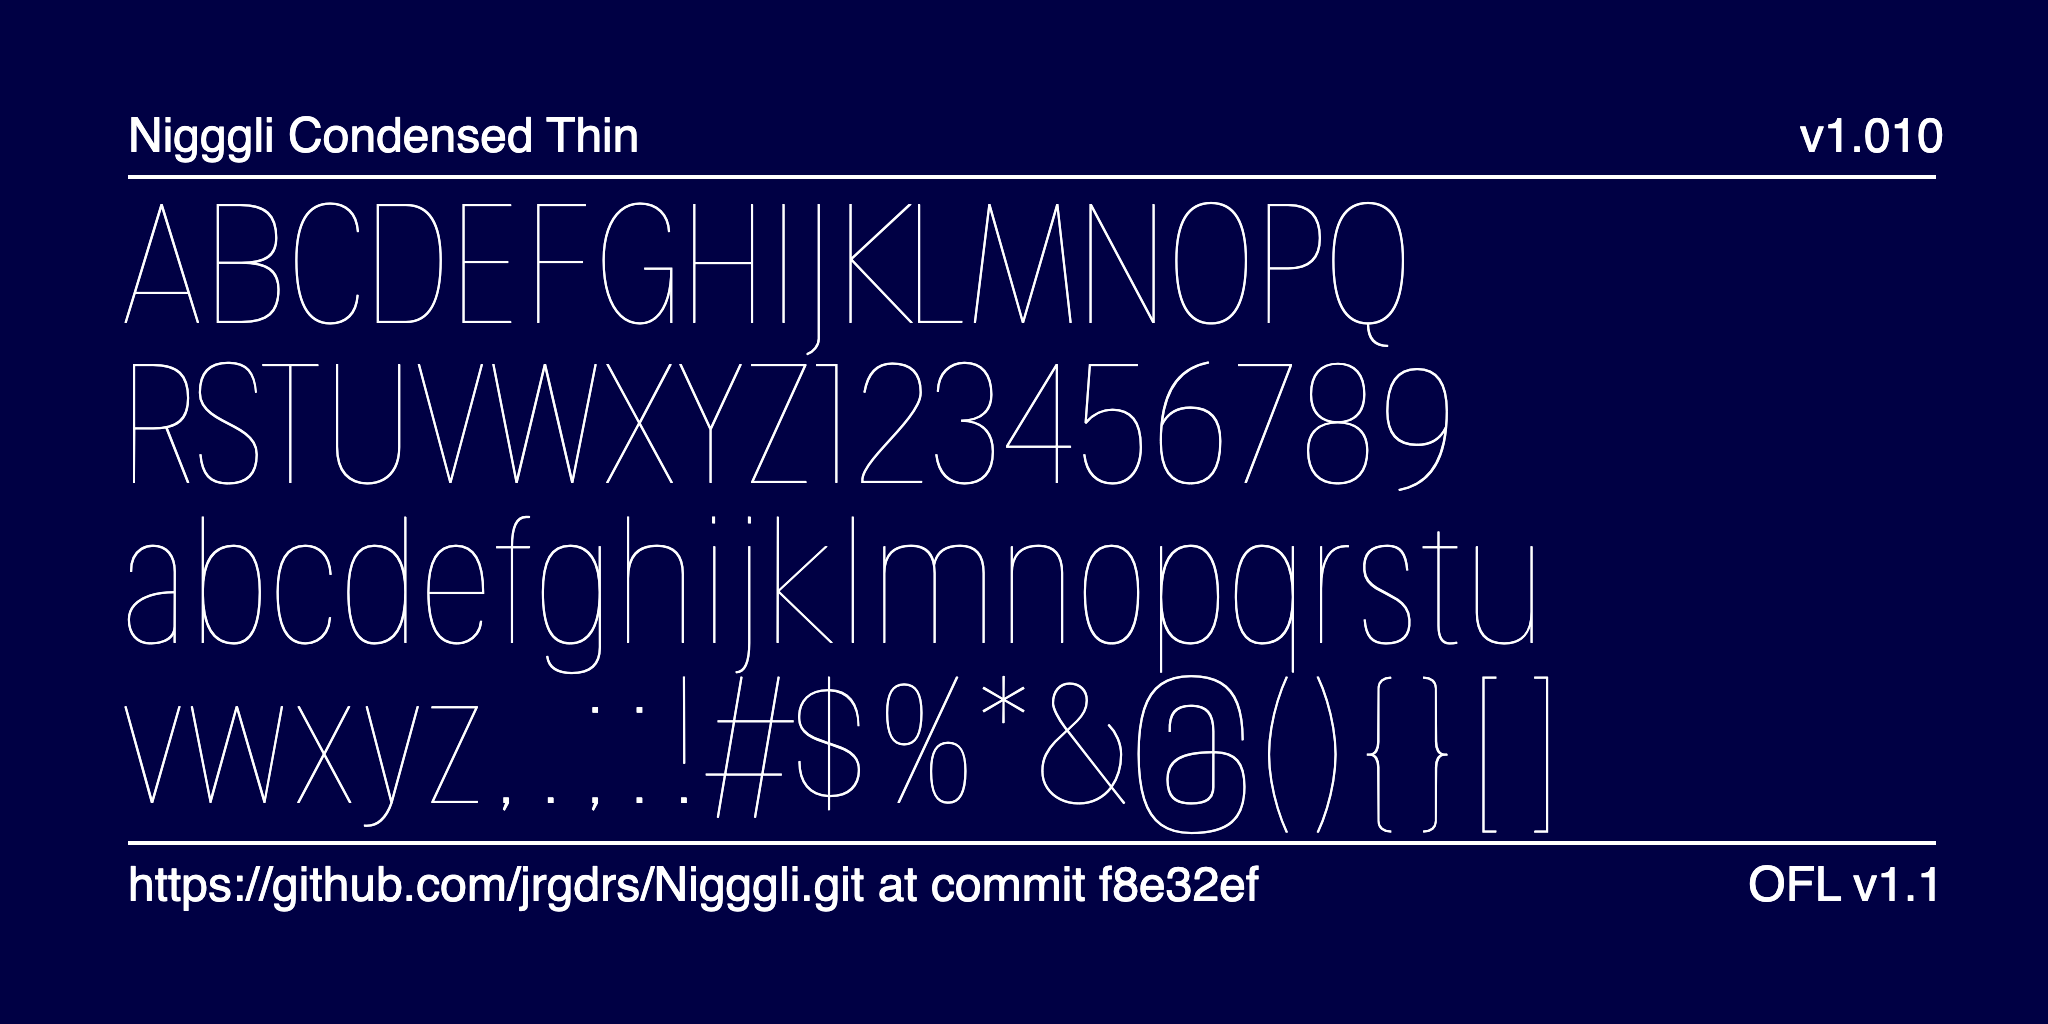 Nigggli Condensed Thin v1.010
ABCDEFGHIJKLMNOPQ
RSTUVWXYZ123456789
abcdefghijklmnopqrstu
vwxyz,.;:!#$%*&@(){}[]
https://github.com/jrgdrs/Nigggli.git at commit f8e32ef OFL v1.1